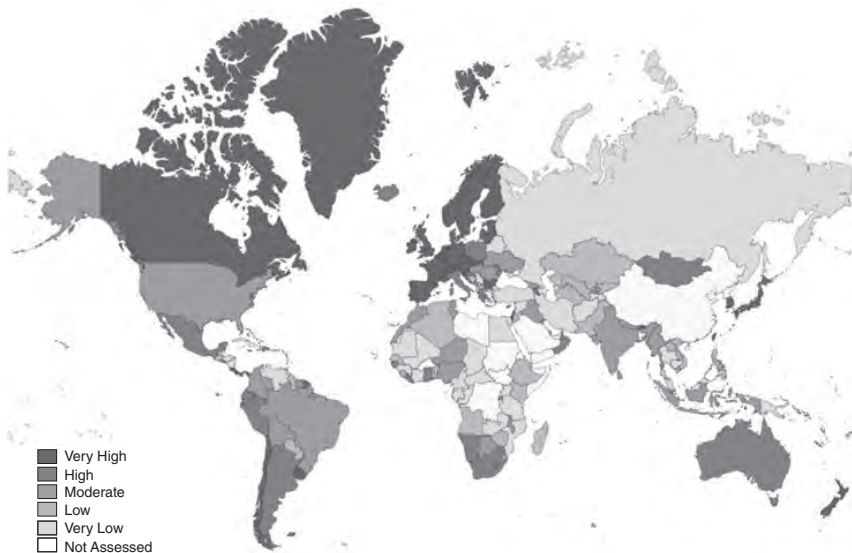 Very High
High
Moderate
Low
Very Low
Not Assessed